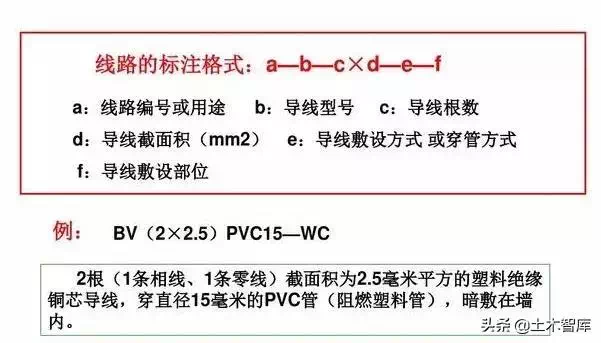 线路的标注格式：a—b—c×d—e—f
a：线路编号或用途 b：导线型号 c：导线根数
d：导线截面积（mm2） e：导线敷设方式 或穿管方式
f：导线敷设部位
例： BV（2×2.5）PVC15—WC
2根（1条相线、1条零线）截面积为2.5毫米平方的塑料绝缘
铜芯导线，穿直径15毫米的PVC管（阻燃塑料管），暗敷在墙
内。
头条 @土木智库